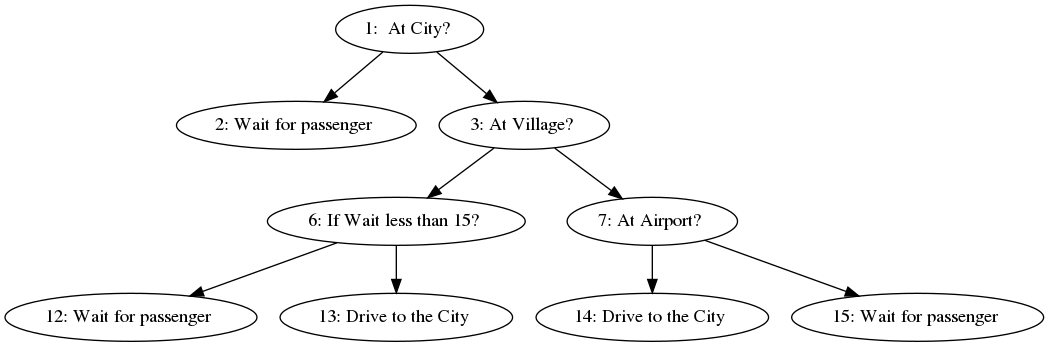 1:  At City?
2: Wait for passenger
3: At Village?
6: If Wait less than 15?
7: At Airport?
12: Wait for passenger
13: Drive to the City
14: Drive to the City
15: Wait for passenger